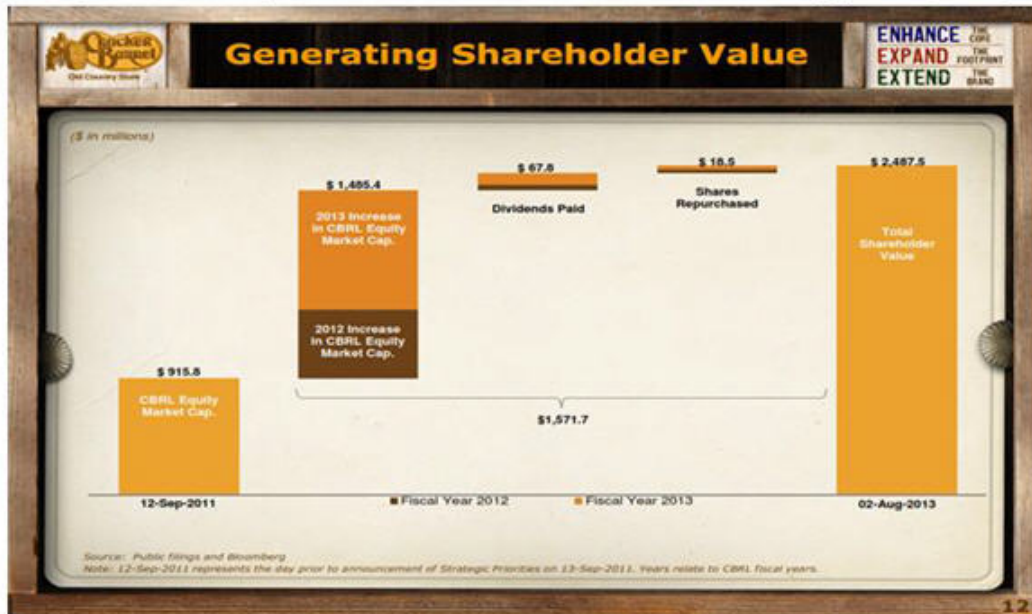 Cracker
Barrel
Old Country Store
Generating Shareholder Value
ENHANCE THE CORE
EXPAND THE FOOTPRINT
EXTEND THE BRAND
($ in millions)
$ 915.8
CBRL Equity
Market Cap.
12-Sep-2011
$ 1,485.4
2013 Increase
in CBRL Equity
Market Cap.
2012 Increase
in CBRL Equity
Market Cap.
$ 67.8
Dividends Paid
$ 18.5
Shares
Repurchased
$1,571.7
$ 2,487.5
Total
Shareholder
Value
02-Aug-2013
Fiscal Year 2012
Fiscal Year 2013
Source: Public filings and Bloomberg
Note: 12-Sep-2011 represents the day prior to announcement of Strategic Priorities on 13-Sep-2011. Years relate to CBRL fiscal years.
12